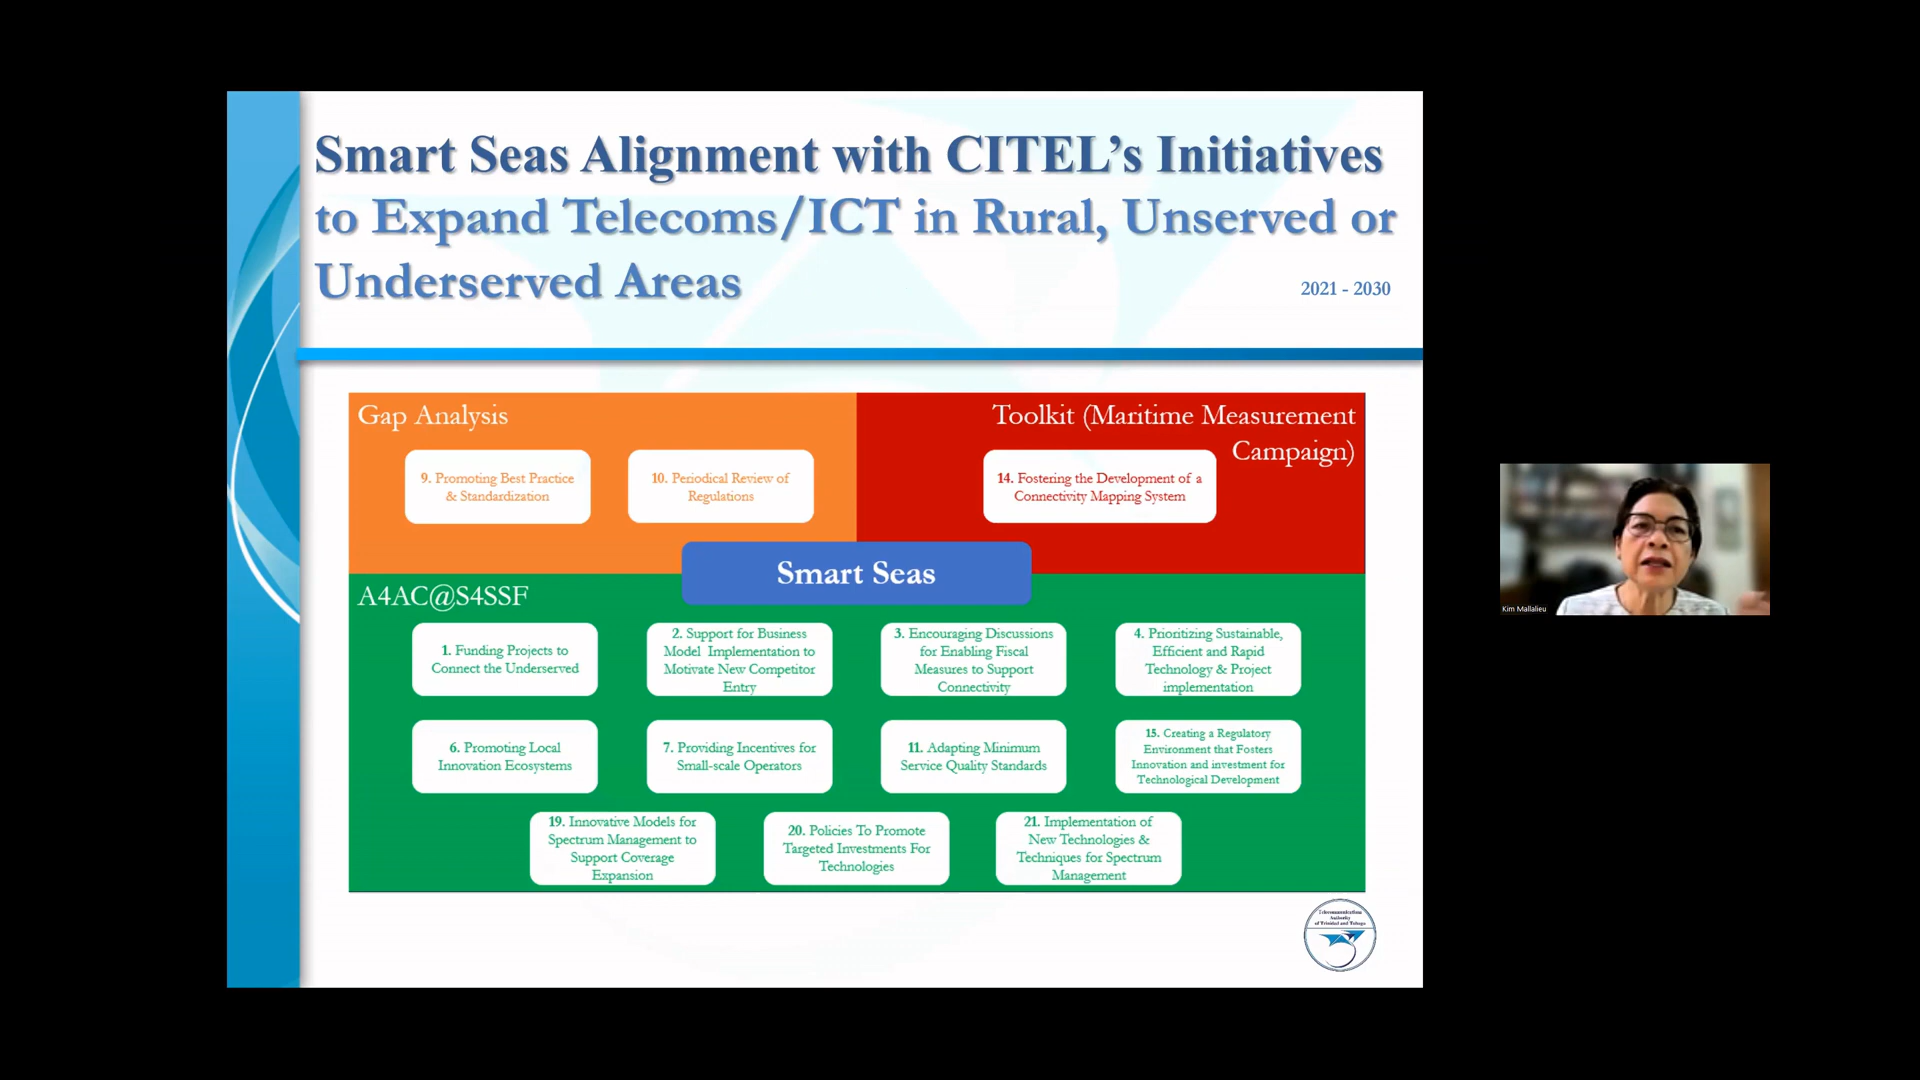 Smart Seas Alignment with CITEL's Initiatives
to Expand Telecoms/ICT in Rural, Unserved or
Underserved Areas
2021 - 2030
Gap Analysis
9. Promoting Best Practice
& Standardization
10. Periodical Review of
Regulations
Toolkit (Maritime Measurement
Campaign)
14. Fostering the Development of a
Connectivity Mapping System
Smart Seas
A4AC@S4SSF
1. Funding Projects to
Connect the Underserved
2. Support for Business
Model Implementation to
Motivate New Competitor
Entry
3. Encouraging Discussions
for Enabling Fiscal
Measures to Support
Connectivity
4. Prioritizing Sustainable,
Efficient and Rapid
Technology & Project
implementation
6. Promoting Local
Innovation Ecosystems
7. Providing Incentives for
Small-scale Operators
11. Adapting Minimum
Service Quality Standards
15. Creating a Regulatory
Environment that Fosters
Innovation and investment for
Technological Development
19. Innovative Models for
Spectrum Management to
Support Coverage
Expansion
20. Policies To Promote
Targeted Investments For
Technologies
21. Implementation of
New Technologies &
Techniques for Spectrum
Management
Telecommunications
Authority
of Trinidad and Tobago
Kim Mallalieu